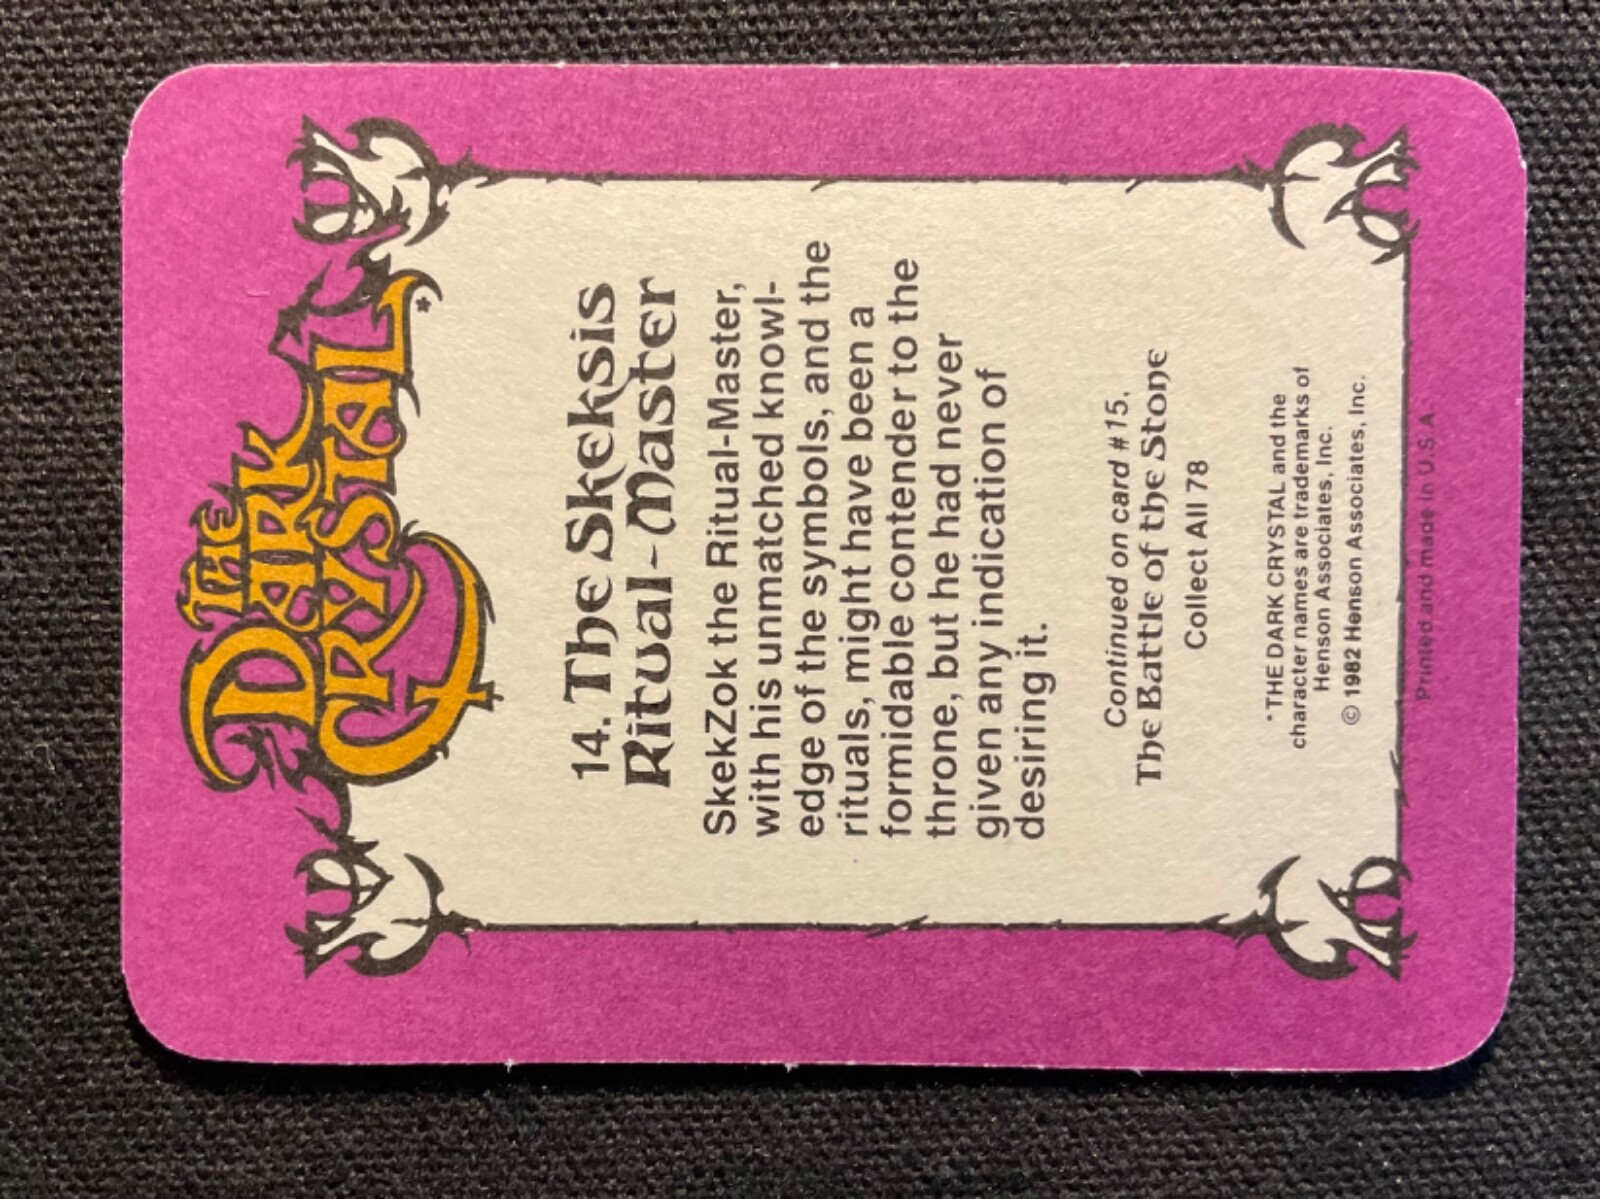 THE
DARK
CRYSTAL*
14. The Skeksis
Ritual-Master
SkekZok the Ritual-Master,
with his unmatched knowl-
edge of the symbols, and the
rituals, might have been a
formidable contender to the
throne, but he had never
given any indication of
desiring it.
Continued on card #15,
The Battle of the Stone
Collect All 78
*THE DARK CRYSTAL and the
character names are trademarks of
Henson Associates, Inc.
© 1982 Henson Associates, Inc.
Printed and made in U.S.A.